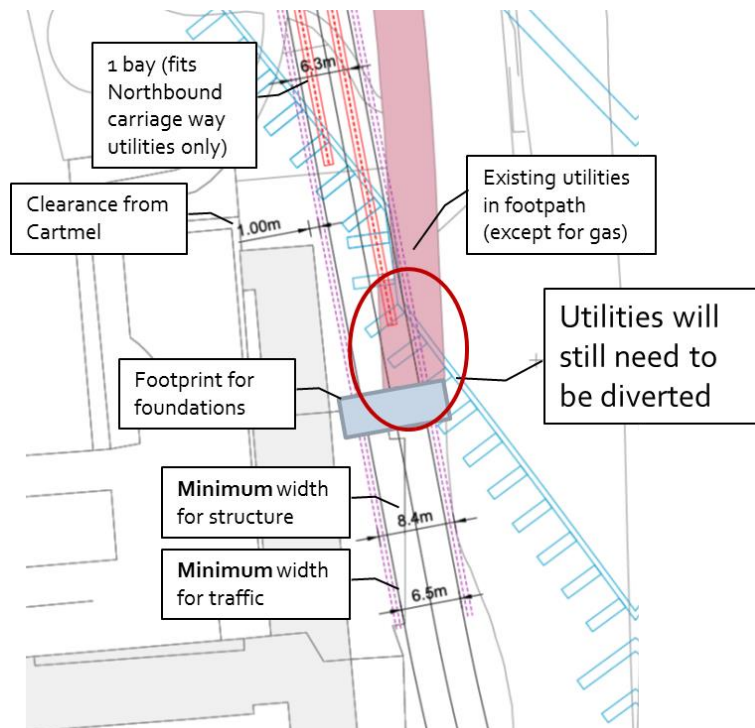 1 bay (fits
Northbound
carriage way
utilities only)
6.3m
Existing utilities
in footpath
(except for gas)
Clearance from
Cartmel
1.00m
Utilities will
still need to
be diverted
Footprint for
foundations
Minimum width
for structure
8.4m
Minimum width
for traffic
6.5m